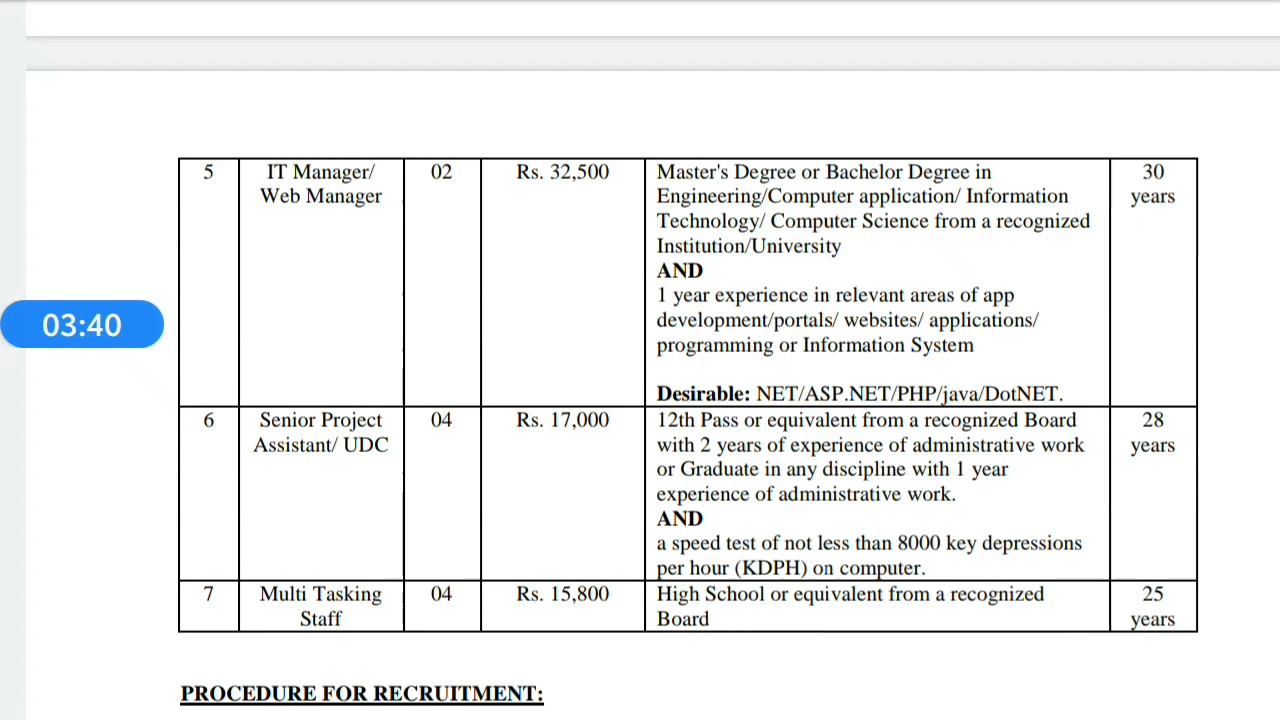 03:40
5 IT Manager/ 02 Rs. 32,500 Master's Degree or Bachelor Degree in 30
Web Manager Engineering/Computer application/ Information years
Technology/ Computer Science from a recognized
Institution/University
AND
1 year experience in relevant areas of app
development/portals/ websites/ applications/
programming or Information System
Desirable: NET/ASP.NET/PHP/java/DotNET.
6 Senior Project 04 Rs. 17,000 12th Pass or equivalent from a recognized Board 28
Assistant/ UDC with 2 years of experience of administrative work years
or Graduate in any discipline with 1 year
experience of administrative work.
AND
a speed test of not less than 8000 key depressions
per hour (KDPH) on computer.
7 Multi Tasking 04 Rs. 15,800 High School or equivalent from a recognized 25
Staff Board years
PROCEDURE FOR RECRUITMENT: